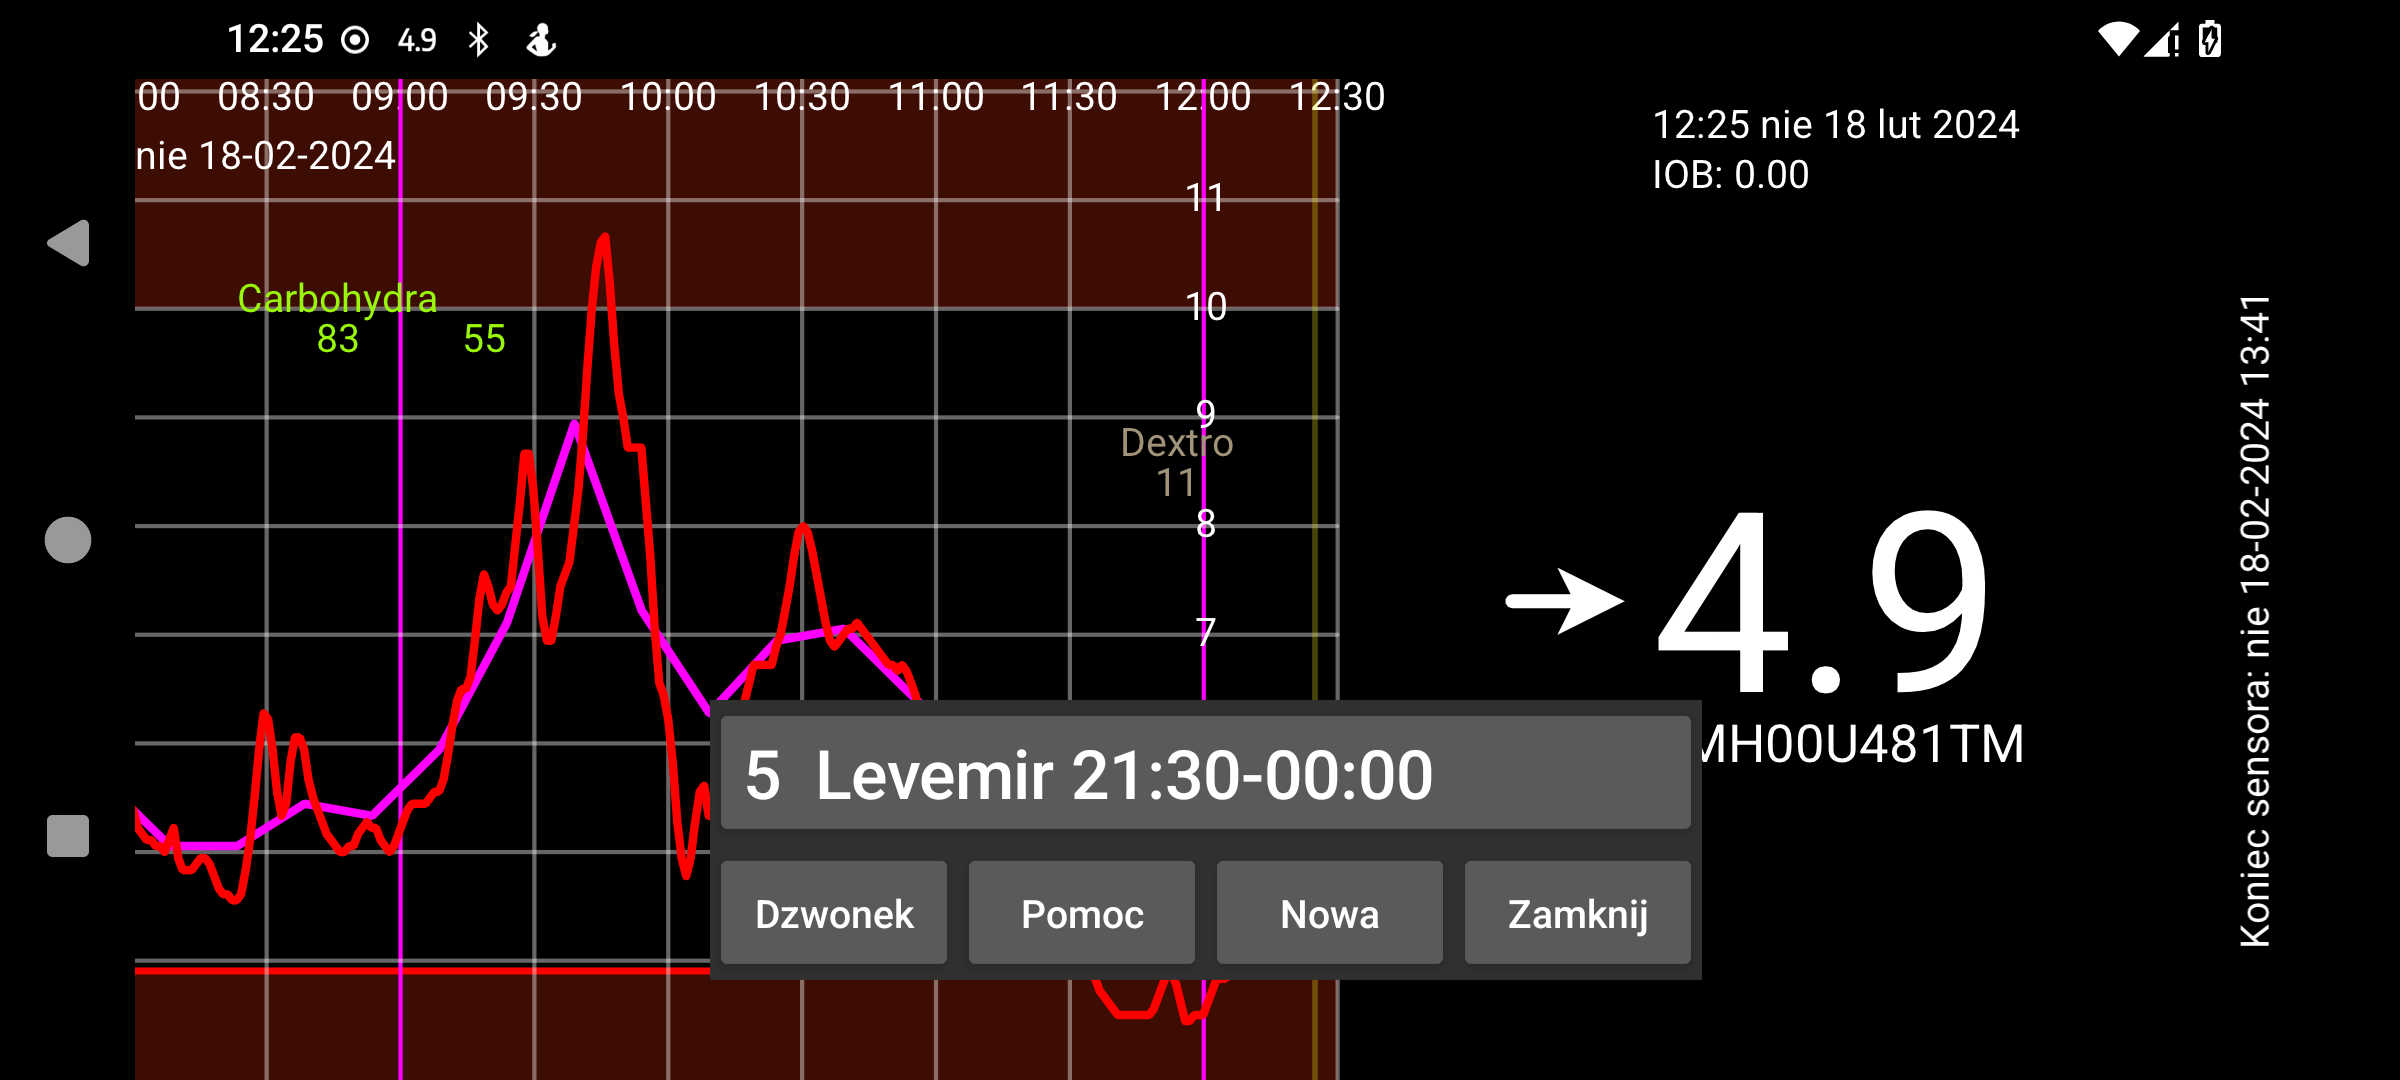 12:25 4.9
00 08:30 09:00 09:30 10:00 10:30 11:00 11:30 12:00 12:30
nie 18-02-2024
11
10
9
8
7
Carbohydra
83 55
Dextro
11
12:25 nie 18 lut 2024
IOB: 0.00
4.9
MH00U481TM
Koniec sensora: nie 18-02-2024 13:41
5 Levemir 21:30-00:00
Dzwonek Pomoc Nowa Zamknij